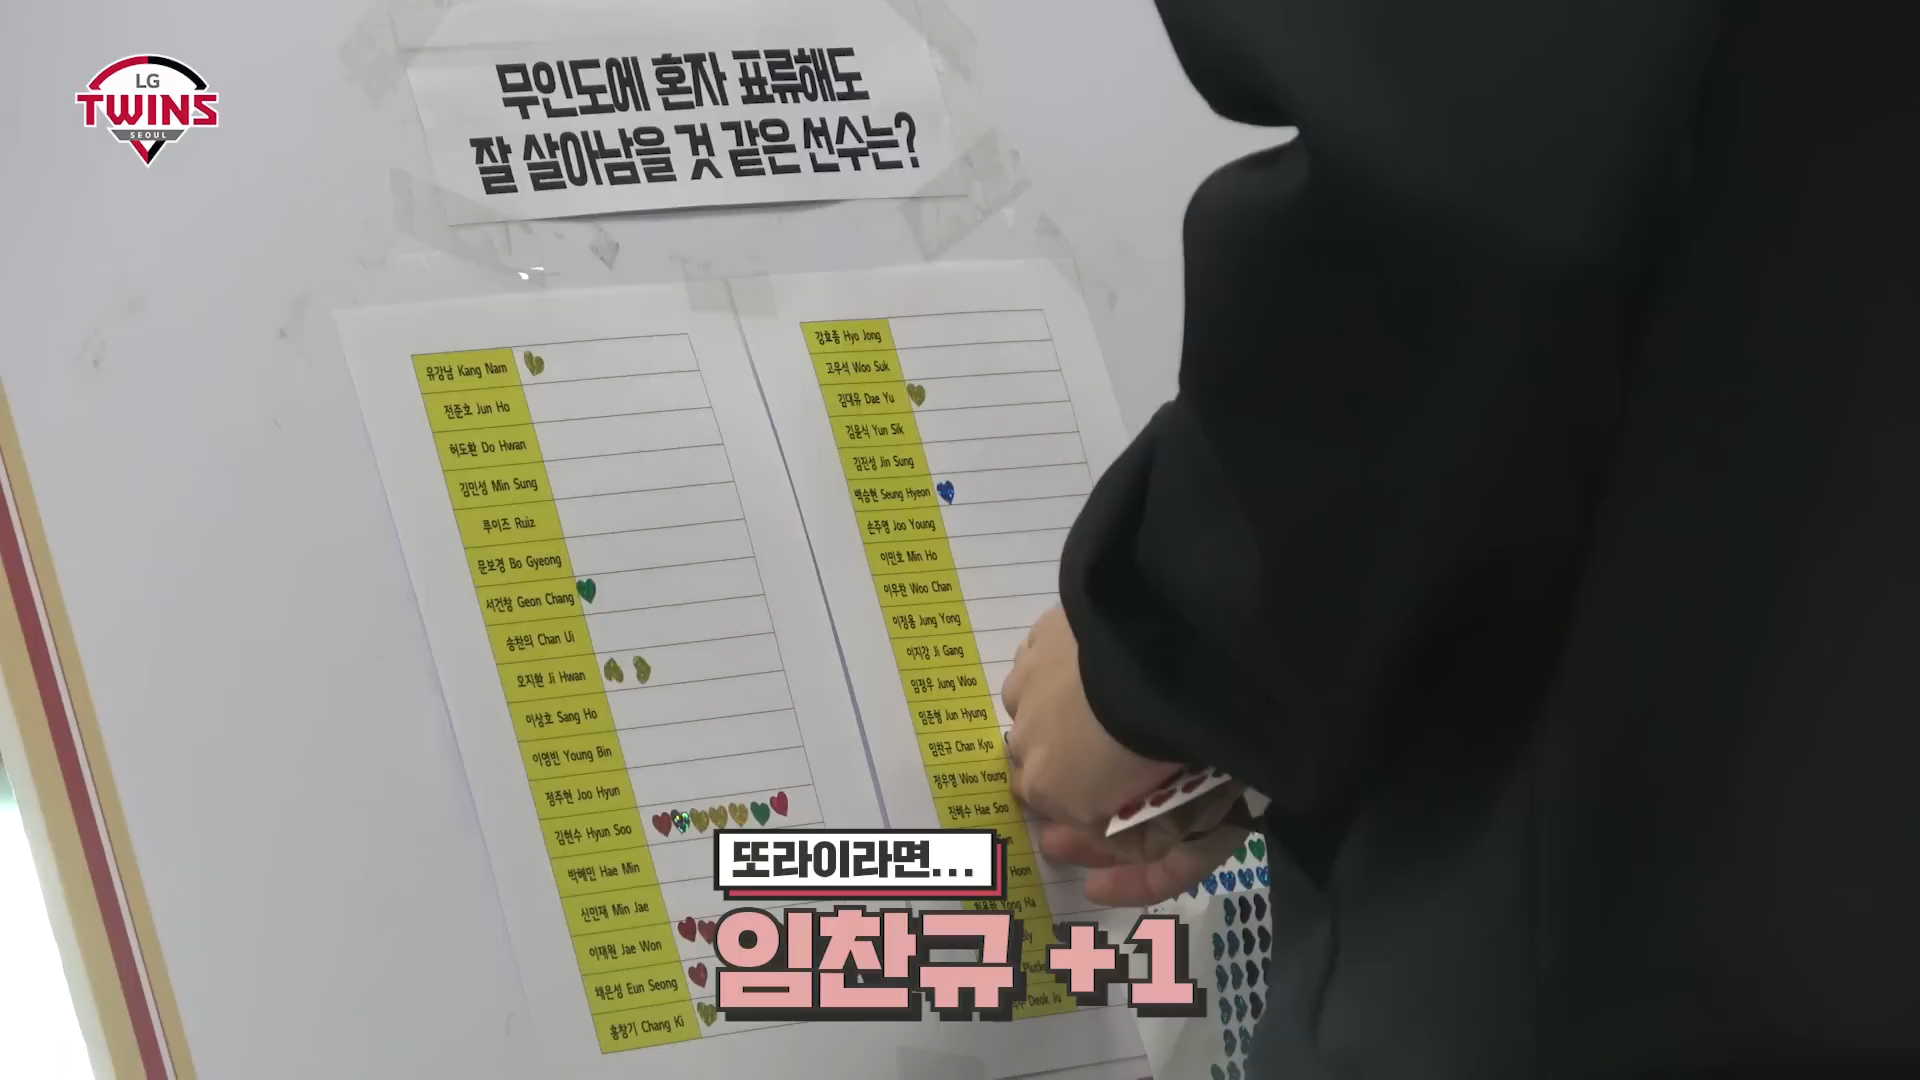 LG
TWINS
SEOUL
무인도에 혼자 표류해도
잘 살아남을 것 같은 선수는?
유강남 Kang Nam
전준호 Jun Ho
허도환 Do Hwan
김민성 Min Sung
루이즈 Ruiz
문보경 Bo Gyeong
서건창 Geon Chang
송찬의 Chan Ui
오지환 Ji Hwan
이상호 Sang Ho
이영빈 Young Bin
정주현 Joo Hyun
김현수 Hyun Soo
박해민 Hae Min
신민재 Min Jae
이재원 Jae Won
채은성 Eun Seong
홍창기 Chang Ki
강효종 Hyo Jong
고우석 Woo Suk
김대유 Dae Yu
김윤식 Yun Sik
김진성 Jin Sung
백승현 Seung Hyeon
손주영 Joo Young
이민호 Min Ho
이우찬 Woo Chan
이정용 Jung Yong
이지강 Ji Gang
임정우 Jung Woo
임준형 Jun Hyung
임찬규 Chan Kyu
정우영 Woo Young
진해수 Hae Soo
Hoon
Yong Ha
Deok Ju
또라이라면...
임찬규 +1